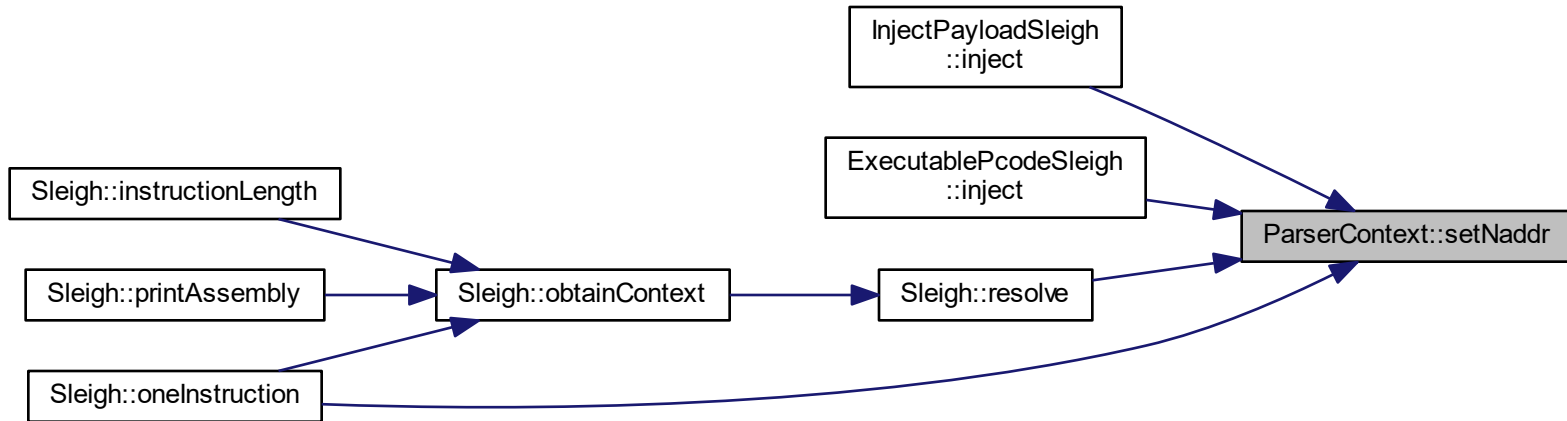 InjectPayloadSleigh
::inject
ExecutablePcodeSleigh
::inject
Sleigh::instructionLength
ParserContext::setNaddr
Sleigh::printAssembly
Sleigh::obtainContext
Sleigh::resolve
Sleigh::oneInstruction